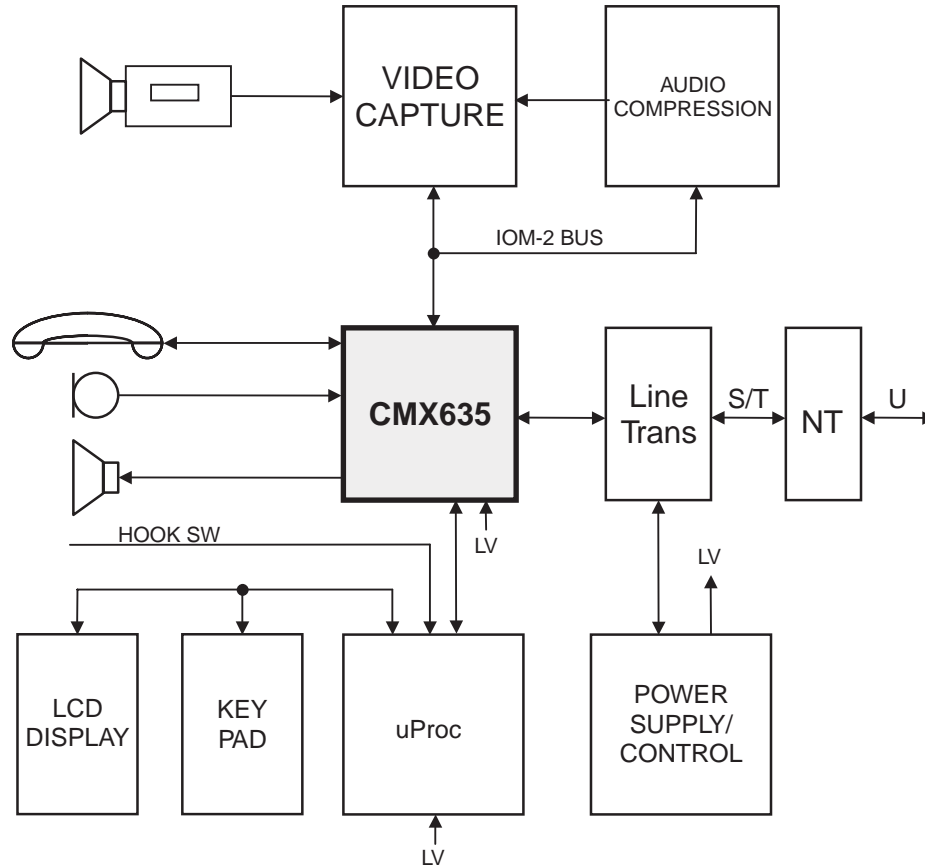 VIDEO
CAPTURE
AUDIO
COMPRESSION
IOM-2 BUS
CMX635
Line
Trans
S/T
NT
U
HOOK SW
LV
LV
LCD
DISPLAY
KEY
PAD
uProc
POWER
SUPPLY/
CONTROL
LV